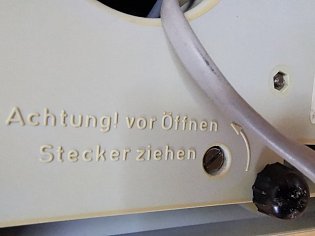 Achtung! vor Öffnen
Stecker ziehen